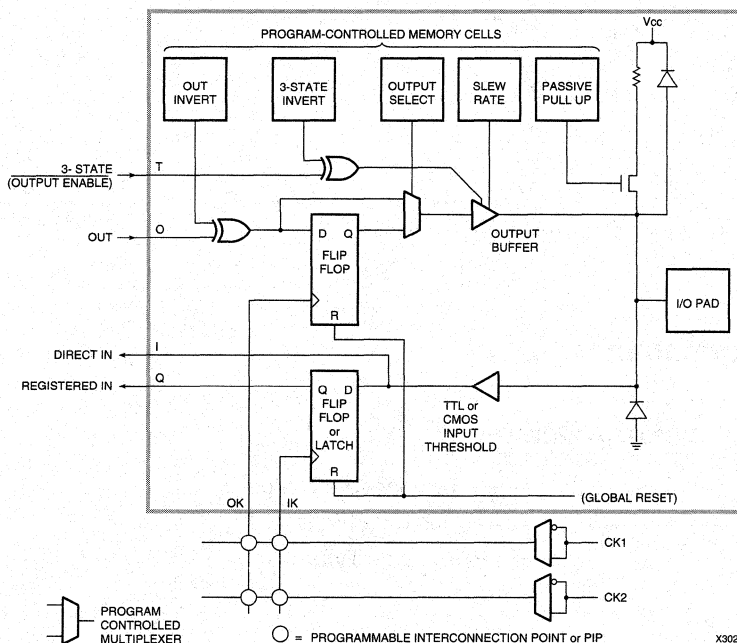 Vcc
PROGRAM-CONTROLLED MEMORY CELLS
OUT
INVERT
3-STATE
INVERT
OUTPUT
SELECT
SLEW
RATE
PASSIVE
PULL UP
3- STATE
(OUTPUT ENABLE)
T
OUT
O
D Q
FLIP
FLOP
R
OUTPUT
BUFFER
I/O PAD
DIRECT IN
I
REGISTERED IN
Q
Q D
FLIP
FLOP
or
LATCH
R
TTL or
CMOS
INPUT
THRESHOLD
(GLOBAL RESET)
OK
IK
CK1
CK2
PROGRAM
CONTROLLED
MULTIPLEXER
= PROGRAMMABLE INTERCONNECTION POINT or PIP
X302